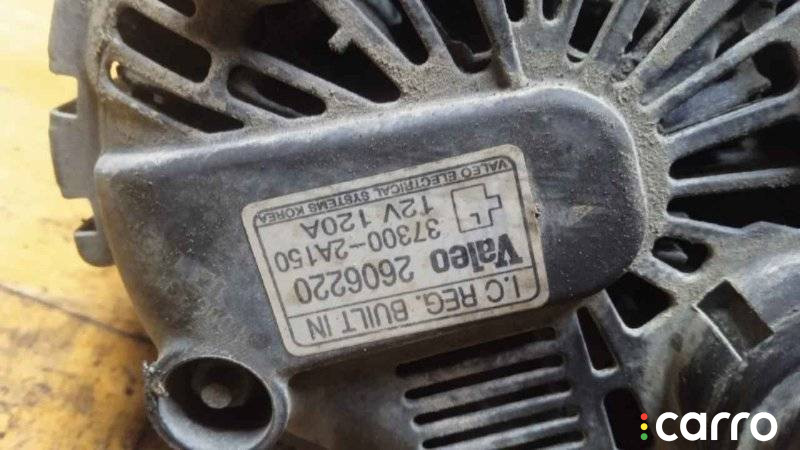 I.C REG. BUILT IN
Valeo 2606220
37300-2A150
12V 120A
VALEO ELECTRICAL SYSTEMS KOREA
carro